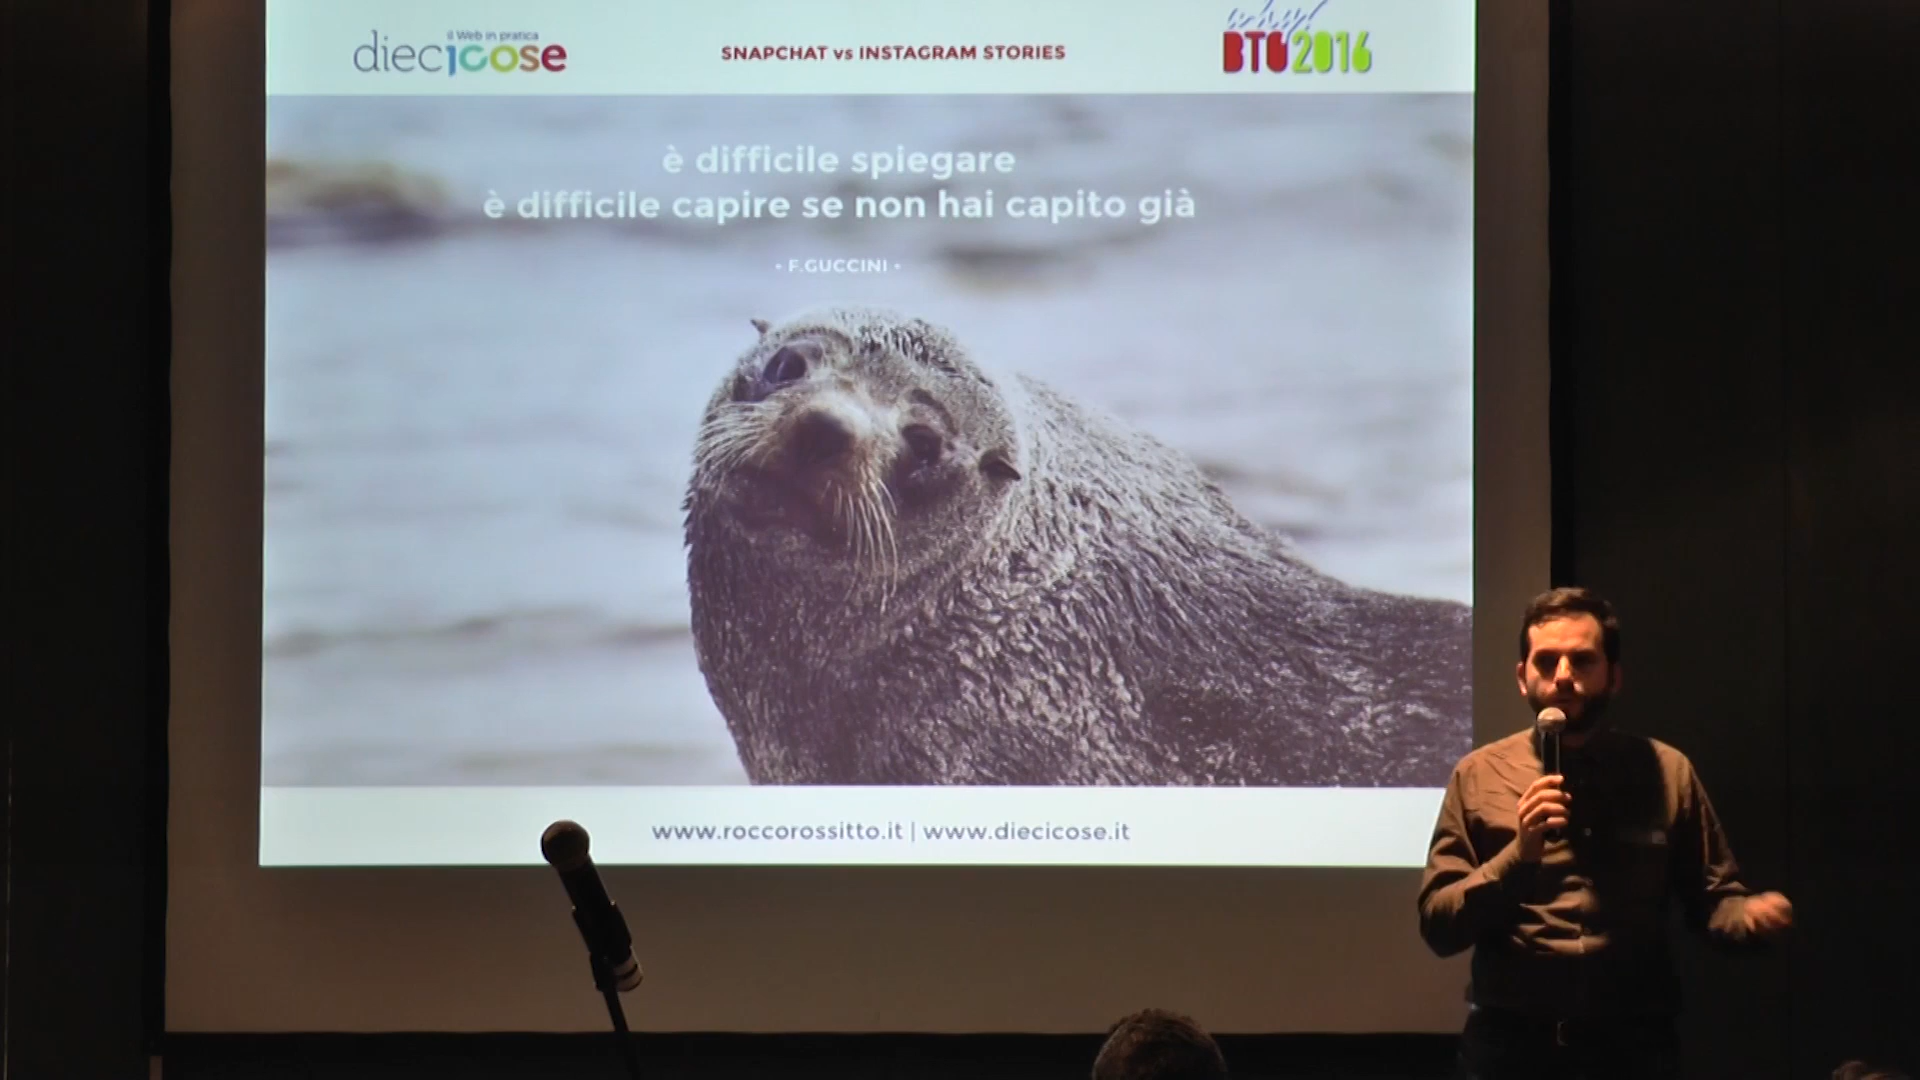 il Web in pratica
diecicose
SNAPCHAT vs INSTAGRAM STORIES
why?
BTO2016
è difficile spiegare
è difficile capire se non hai capito già
• F.GUCCINI •
www.roccorossitto.it | www.diecicose.it